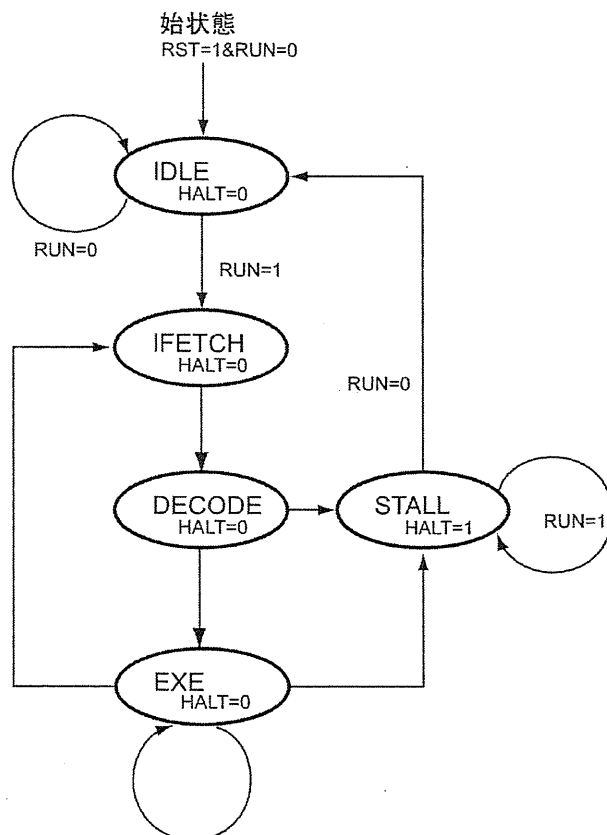 始状態
RST=1&RUN=0
IDLE
HALT=0
RUN=0
RUN=1
IFETCH
HALT=0
RUN=0
DECODE
HALT=0
STALL
HALT=1
RUN=1
EXE
HALT=0